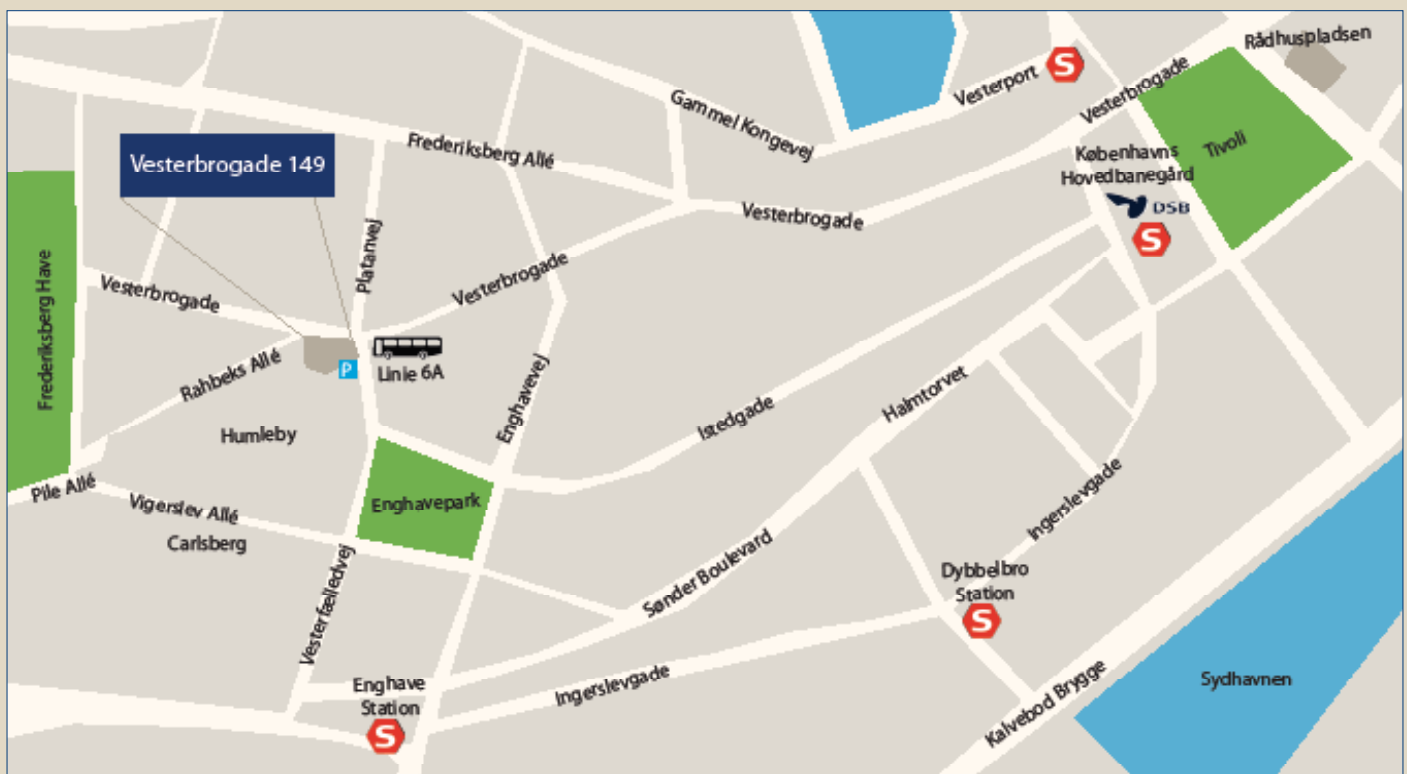 Rådhuspladsen
S
Vesterport
Vesterbrogade
Gammel Kongevej
Tivoli
Vesterbrogade 149
Frederiksberg Allé
Københavns
Hovedbanegård
DSB
S
Vesterbrogade
Platanvej
Frederiksberg Have
Vesterbrogade
Vesterbrogade
P
Linie 6A
Rahbeks Allé
Enghavevej
Istedgade
Halmtorvet
Humleby
Pile Allé
Vigerslev Allé
Enghavepark
Carlsberg
Ingerslevgade
Vesterfælledvej
Sønder Boulevard
Dybbelbro
Station
S
Enghave
Station
S
Ingerslevgade
Kalvebod Brygge
Sydhavnen